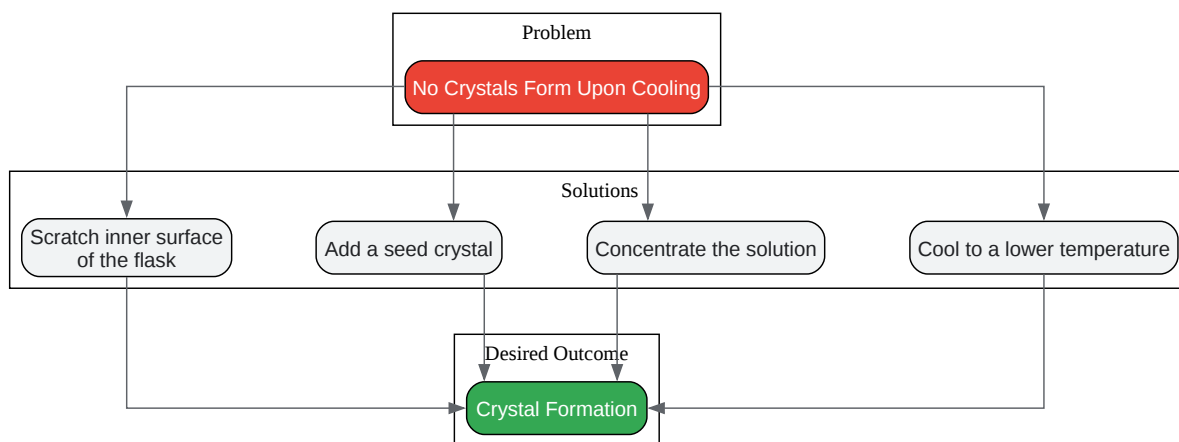 Problem
No Crystals Form Upon Cooling
Solutions
Scratch inner surface
of the flask
Add a seed crystal
Concentrate the solution
Cool to a lower temperature
Desired Outcome
Crystal Formation